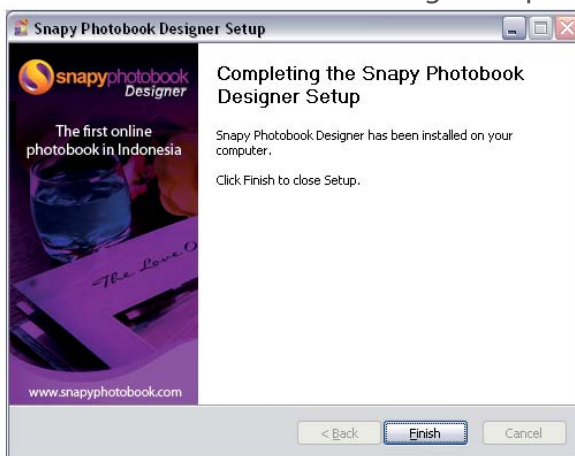 Snapy Photobook Designer Setup
snapyphotobook
Designer
The first online
photobook in Indonesia
The Love O
www.snapyphotobook.com
Completing the Snapy Photobook
Designer Setup
Snapy Photobook Designer has been installed on your
computer.
Click Finish to close Setup.
< Back
Finish
Cancel